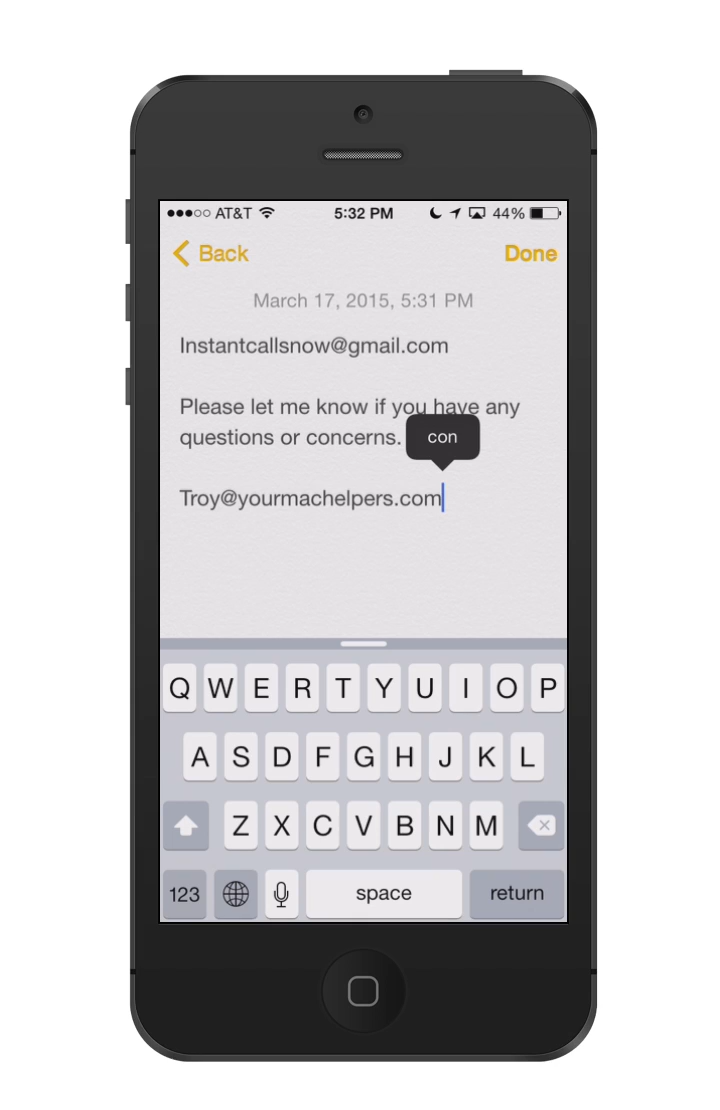 AT&T 5:32 PM 44%
Back Done
March 17, 2015, 5:31 PM
Instantcallsnow@gmail.com
Please let me know if you have any
questions or concerns.
con
Troy@yourmachelpers.com
Q W E R T Y U I O P
A S D F G H J K L
Z X C V B N M
123 space return